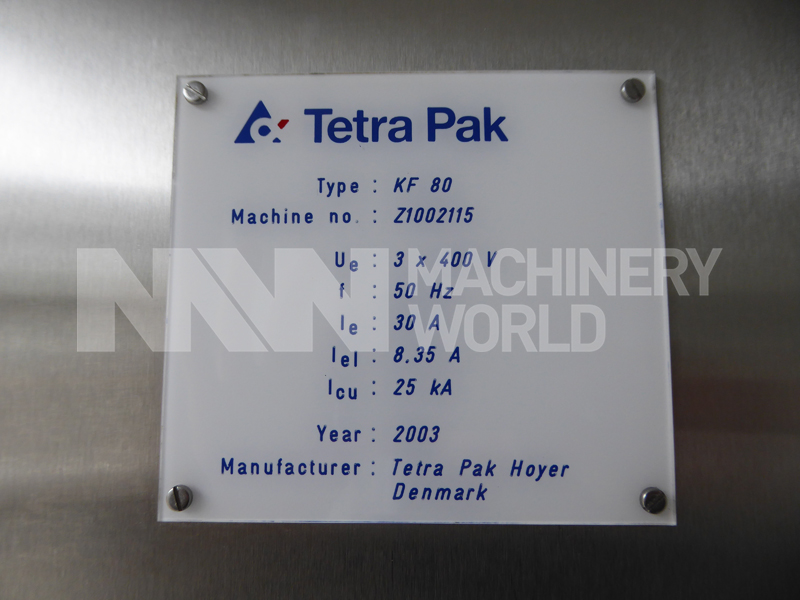 Tetra Pak
Type : KF 80
Machine no. : Z1002115
Ue : 3 x 400 V
f : 50 Hz
Ie : 30 A
Iel : 8.35 A
Icu : 25 kA
Year : 2003
Manufacturer : Tetra Pak Hoyer
Denmark
MW MACHINERY
WORLD